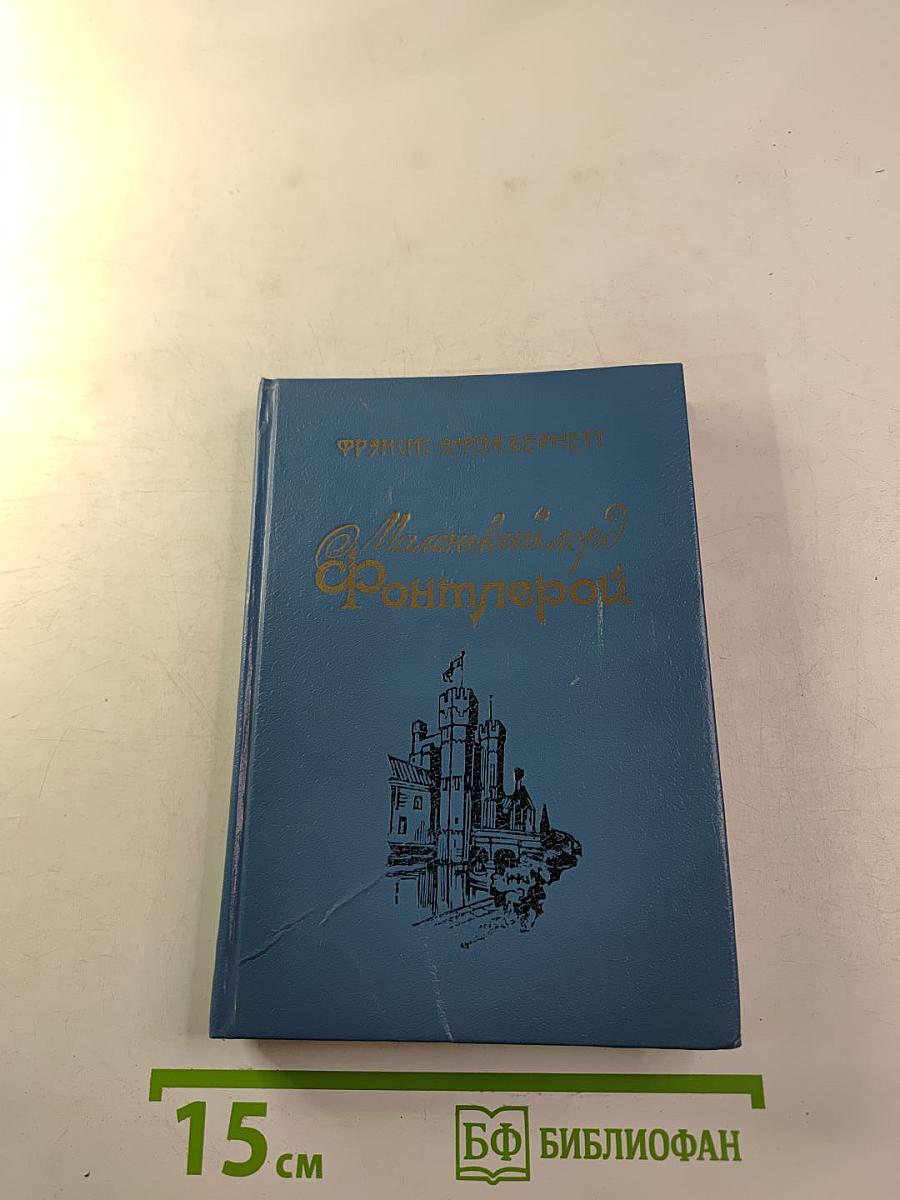 ФРЭНСИС ЭЛИЗА БЕРНЕТТ
Маленький лорд
Фонтлерой
15 см
БФ БИБЛИОФАН